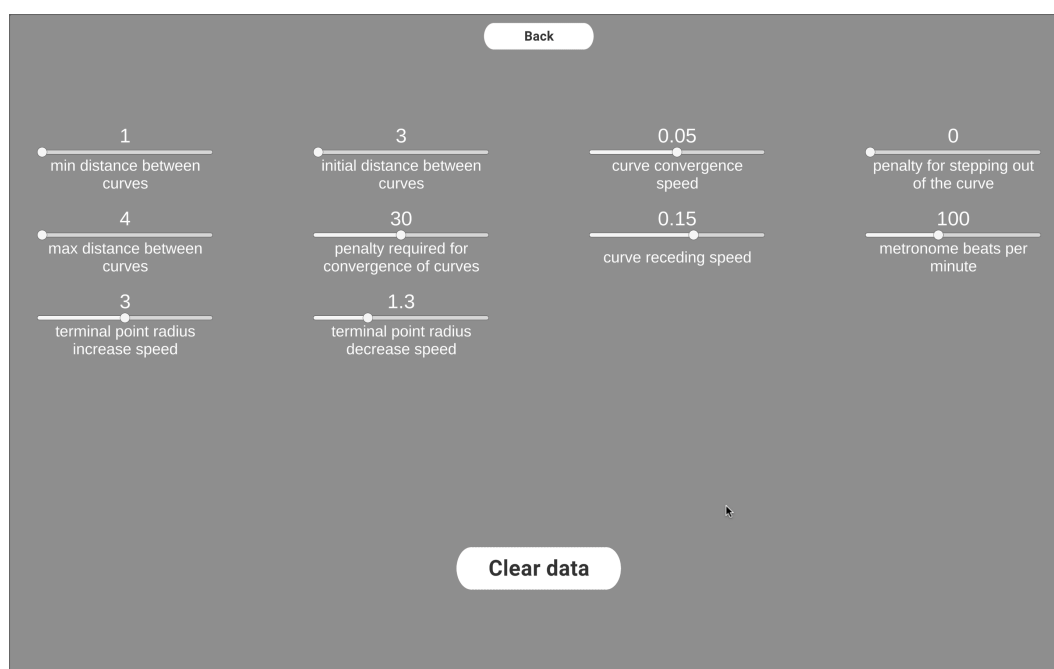 Back
1
min distance between
curves
3
initial distance between
curves
0.05
curve convergence
speed
0
penalty for stepping out
of the curve
4
max distance between
curves
30
penalty required for
convergence of curves
0.15
curve receding speed
100
metronome beats per
minute
3
terminal point radius
increase speed
1.3
terminal point radius
decrease speed
Clear data